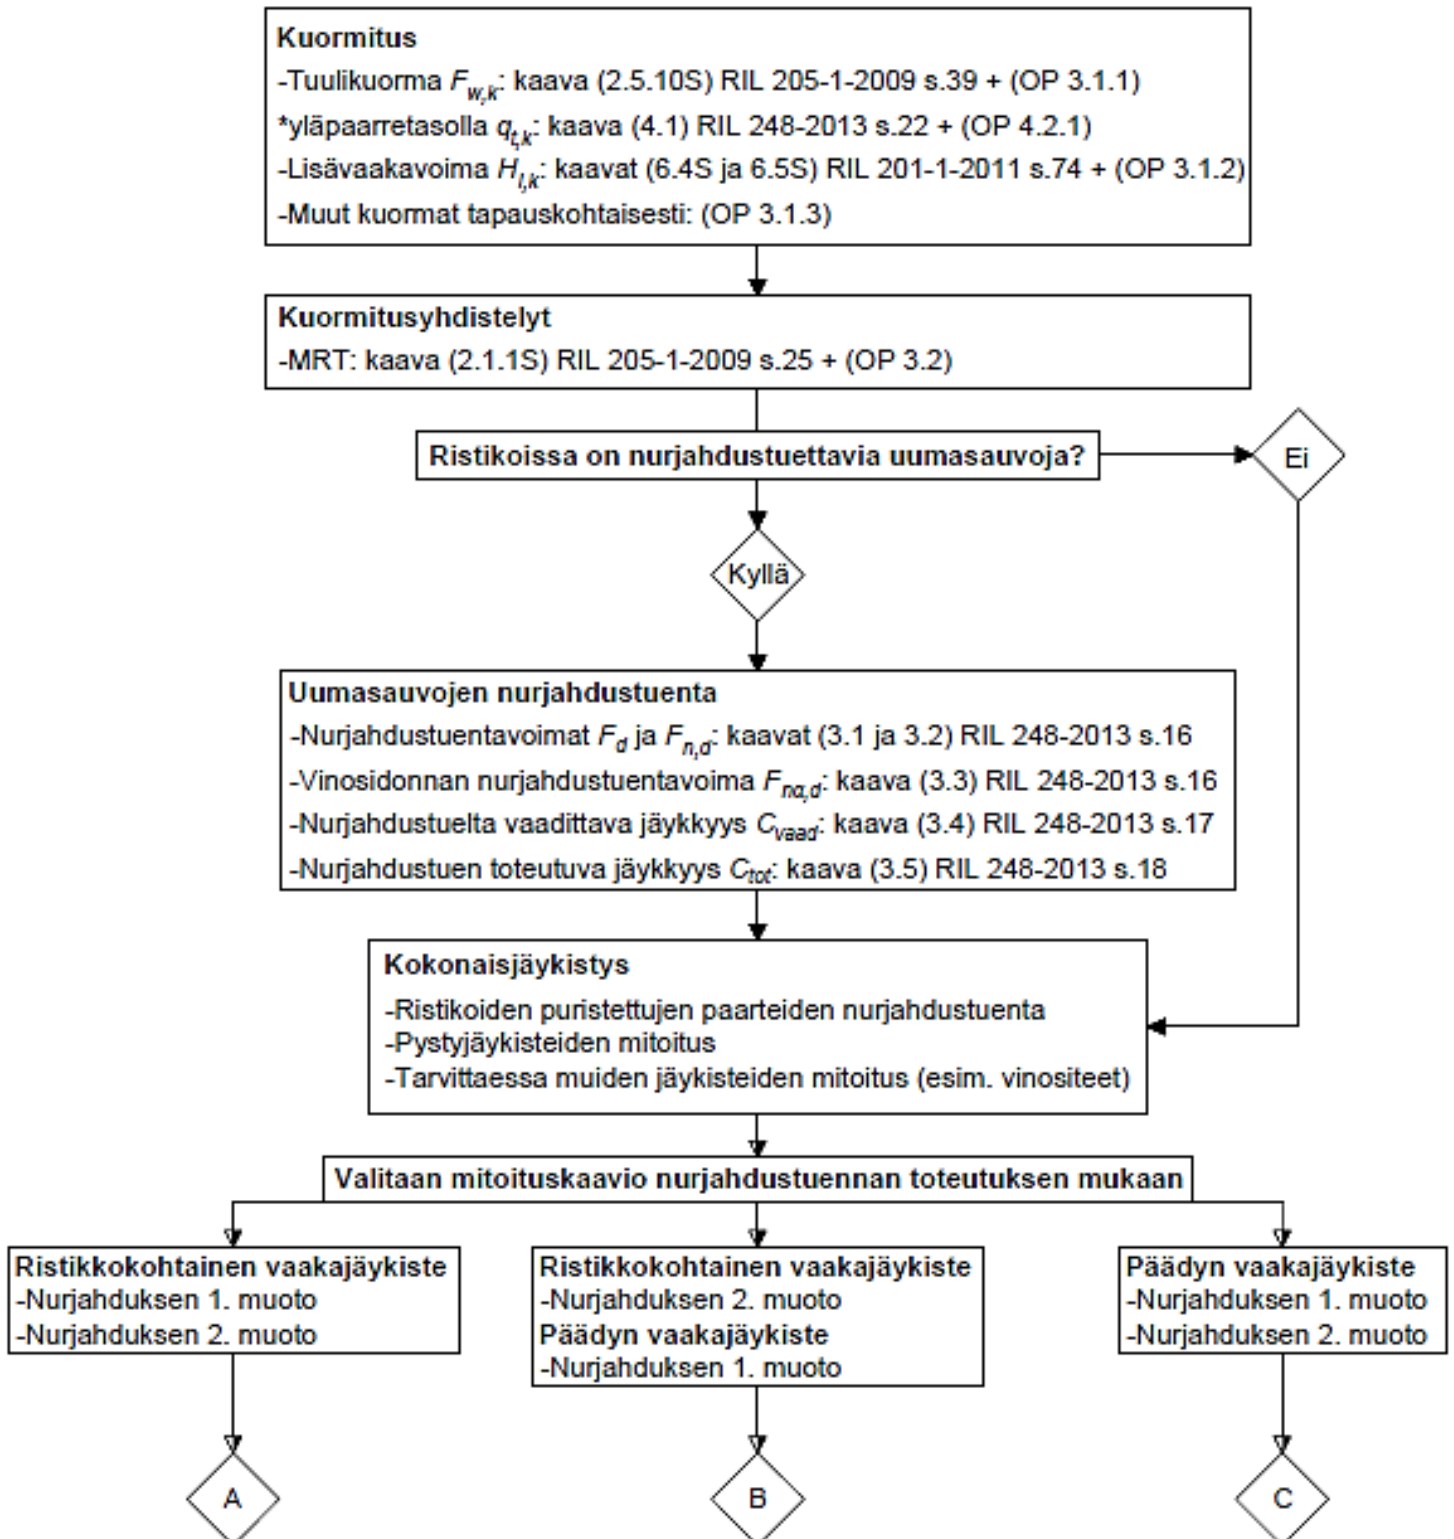 Kuormitus
-Tuulikuorma Fw,k: kaava (2.5.10S) RIL 205-1-2009 s.39 + (OP 3.1.1)
*yläpaarretasolla qt,k: kaava (4.1) RIL 248-2013 s.22 + (OP 4.2.1)
-Lisävaakavoima Hl,k: kaavat (6.4S ja 6.5S) RIL 201-1-2011 s.74 + (OP 3.1.2)
-Muut kuormat tapauskohtaisesti: (OP 3.1.3)
Kuormitusyhdistelyt
-MRT: kaava (2.1.1S) RIL 205-1-2009 s.25 + (OP 3.2)
Ristikoissa on nurjahdustuettavia uumasauvoja?
Ei
Kyllä
Uumasauvojen nurjahdustuenta
-Nurjahdustuentavoimat Fd ja Fn,d: kaavat (3.1 ja 3.2) RIL 248-2013 s.16
-Vinosidonnan nurjahdustuentavoima Fnα,d: kaava (3.3) RIL 248-2013 s.16
-Nurjahdustuelta vaadittava jäykkyys Cvaad: kaava (3.4) RIL 248-2013 s.17
-Nurjahdustuen toteutuva jäykkyys Ctot: kaava (3.5) RIL 248-2013 s.18
Kokonaisjäykistys
-Ristikoiden puristettujen paarteiden nurjahdustuenta
-Pystyjäykisteiden mitoitus
-Tarvittaessa muiden jäykisteiden mitoitus (esim. vinositeet)
Valitaan mitoituskaavio nurjahdustuennan toteutuksen mukaan
Ristikkokohtainen vaakajäykiste
-Nurjahduksen 1. muoto
-Nurjahduksen 2. muoto
Ristikkokohtainen vaakajäykiste
-Nurjahduksen 2. muoto
Päädyn vaakajäykiste
-Nurjahduksen 1. muoto
Päädyn vaakajäykiste
-Nurjahduksen 1. muoto
-Nurjahduksen 2. muoto
A
B
C